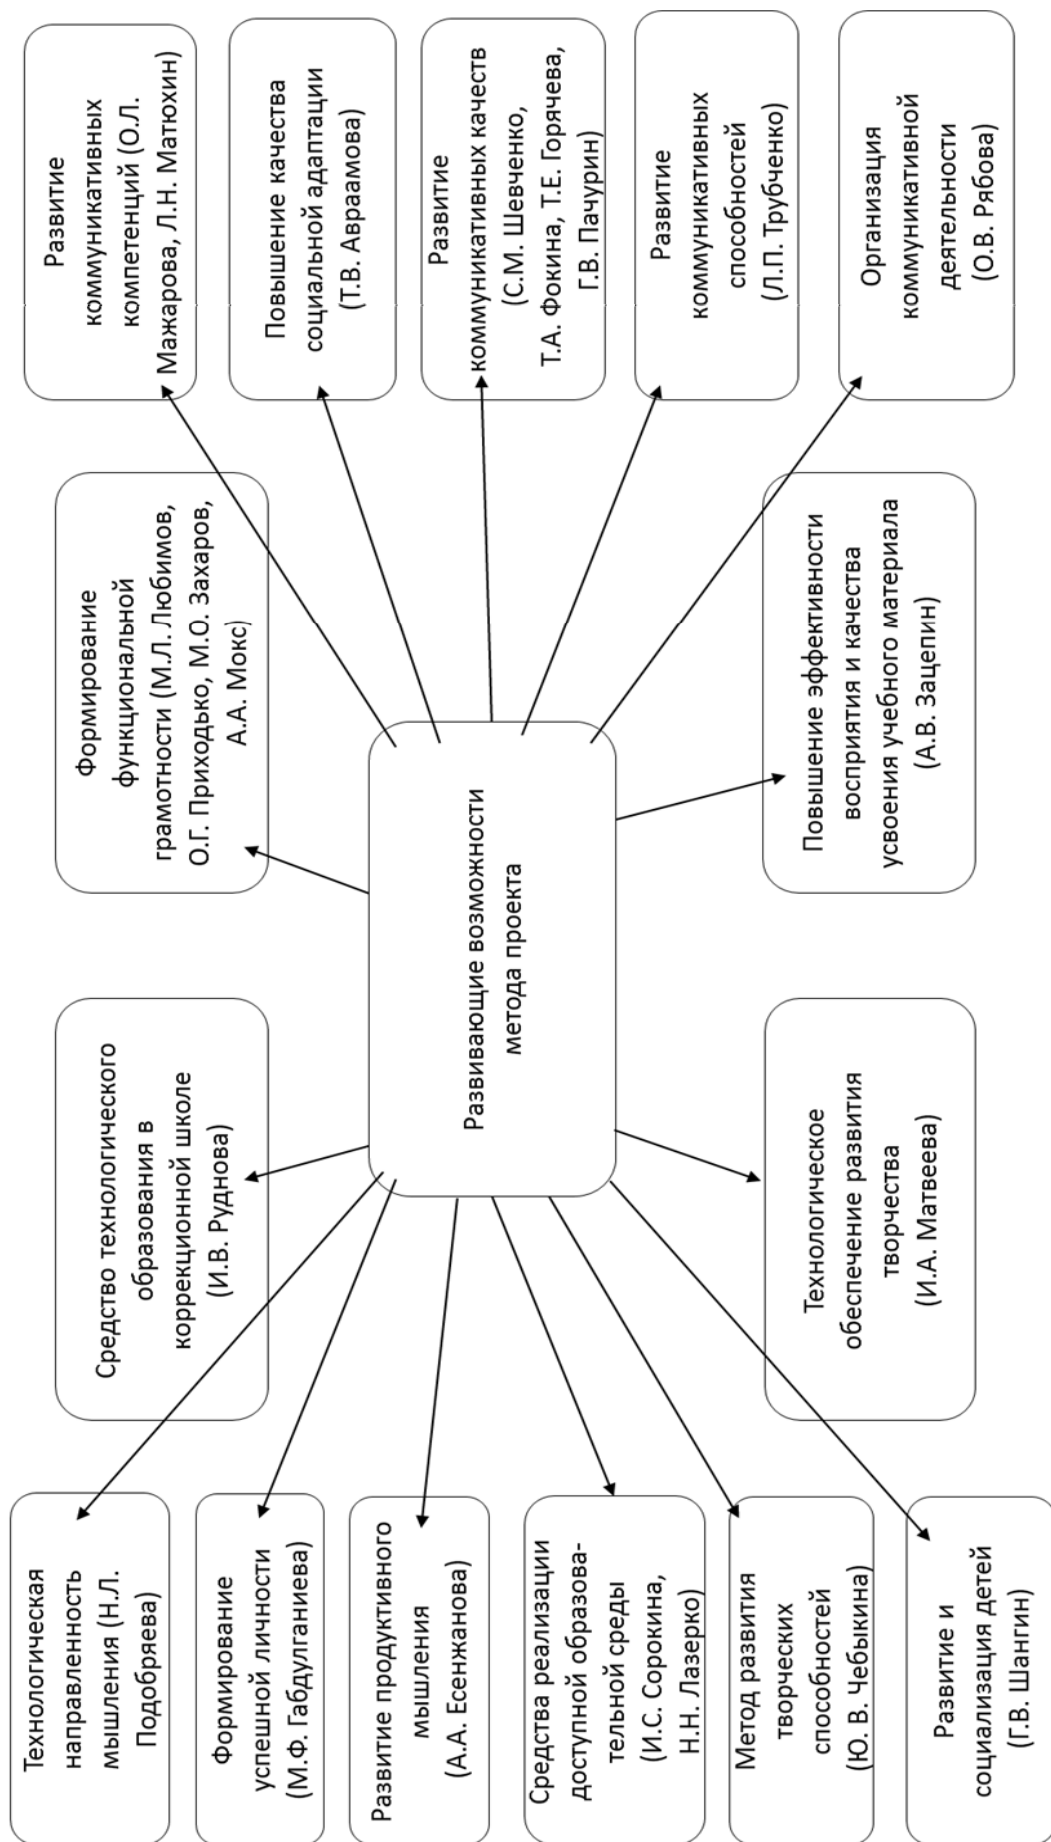 Технологическая
направленность
мышления (Н.Л.
Подобряева)
Формирование
успешной личности
(М.Ф. Габдулганиева)
Развитие продуктивного
мышления
(А.А. Есенжанова)
Средства реализации
доступной образова-
тельной среды
(И.С. Сорокина,
Н.Н. Лазерко)
Метод развития
творческих
способностей
(Ю. В. Чебыкина)
Развитие и
социализация детей
(Г.В. Шангин)
Средство технологического
образования в
коррекционной школе
(И.В. Руднова)
Формирование
функциональной
грамотности (М.Л. Любимов,
О.Г. Приходько, М.О. Захаров,
А.А. Мокс)
Развивающие возможности
метода проекта
Технологическое
обеспечение развития
творчества
(И.А. Матвеева)
Повышение эффективности
восприятия и качества
усвоения учебного материала
(А.В. Зацепин)
Развитие
коммуникативных
компетенций (О.Л.
Мажарова, Л.Н. Матюхин)
Повышение качества
социальной адаптации
(Т.В. Авраамова)
Развитие
коммуникативных качеств
(С.М. Шевченко,
Т.А. Фокина, Т.Е. Горячева,
Г.В. Пачурин)
Развитие
коммуникативных
способностей
(Л.П. Трубченко)
Организация
коммуникативной
деятельности
(О.В. Рябова)